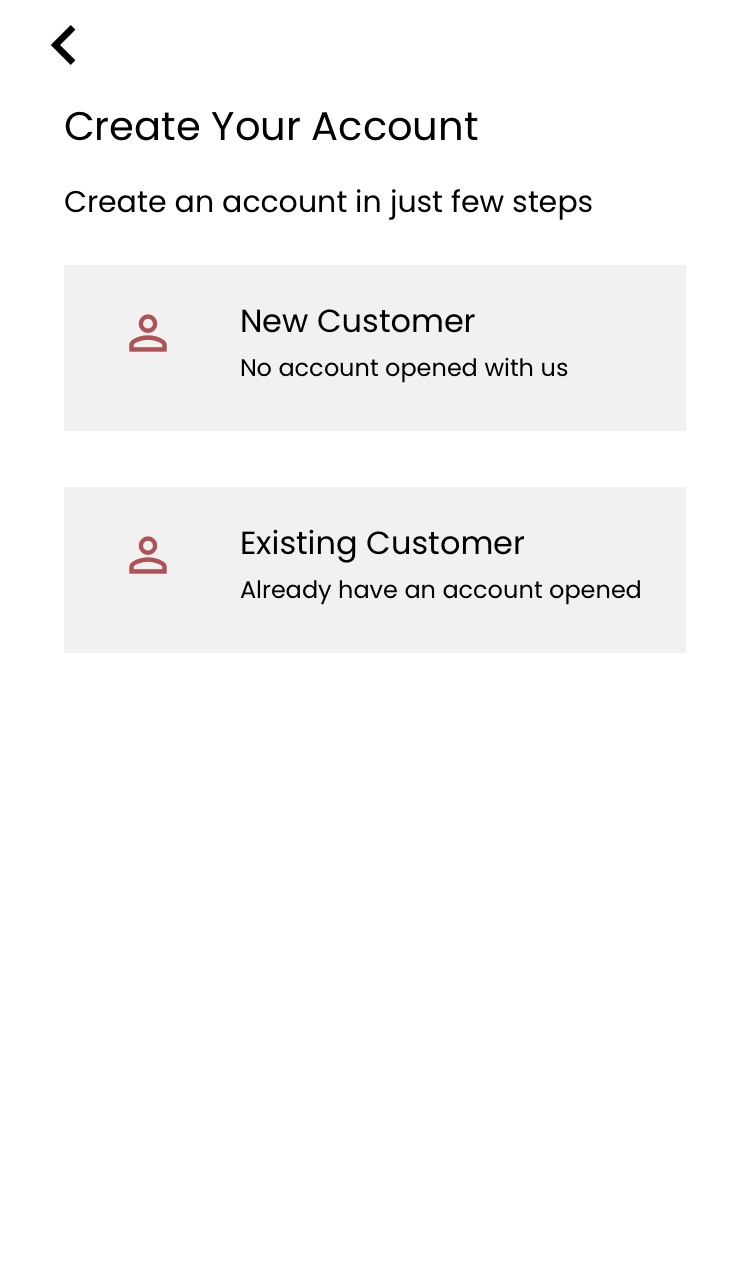 Create Your Account
Create an account in just few steps
New Customer
No account opened with us
Existing Customer
Already have an account opened